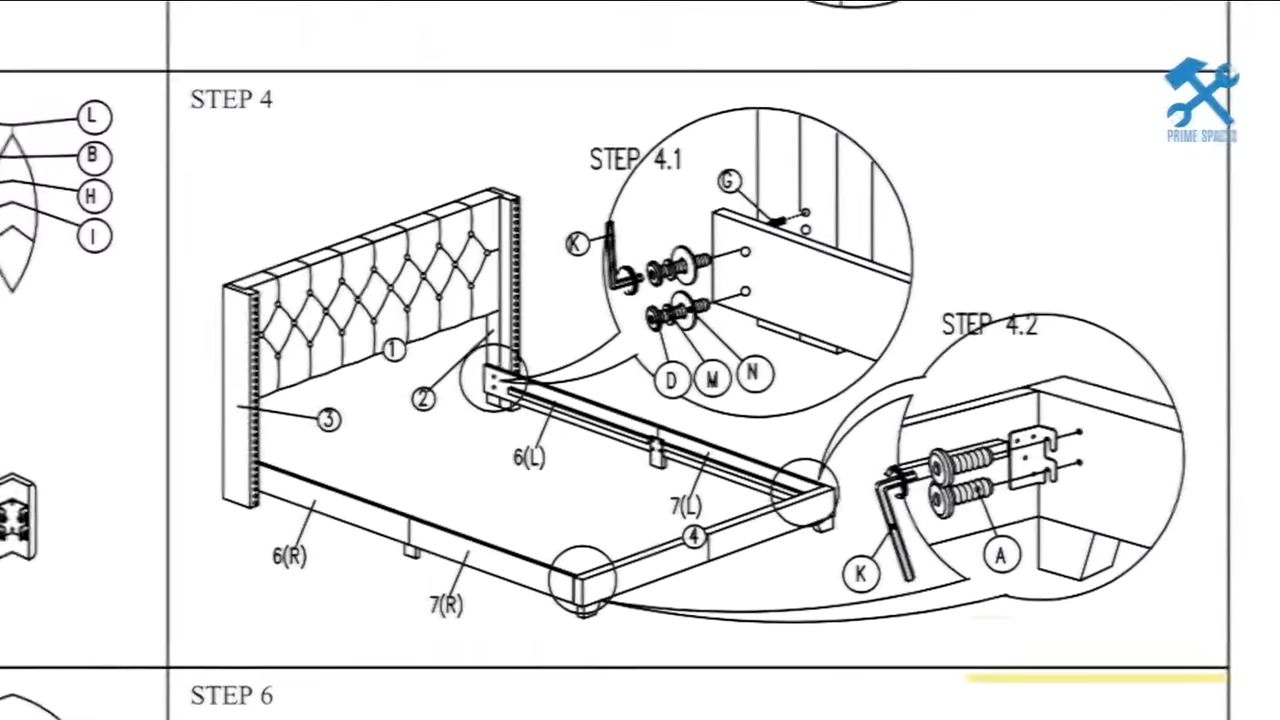 L
B
H
I
STEP 4
PRIME SPACES
STEP 4.1
G
K
D M N
1
2
3
STEP 4.2
6(L)
7(L)
4
6(R)
7(R)
K
A
STEP 6